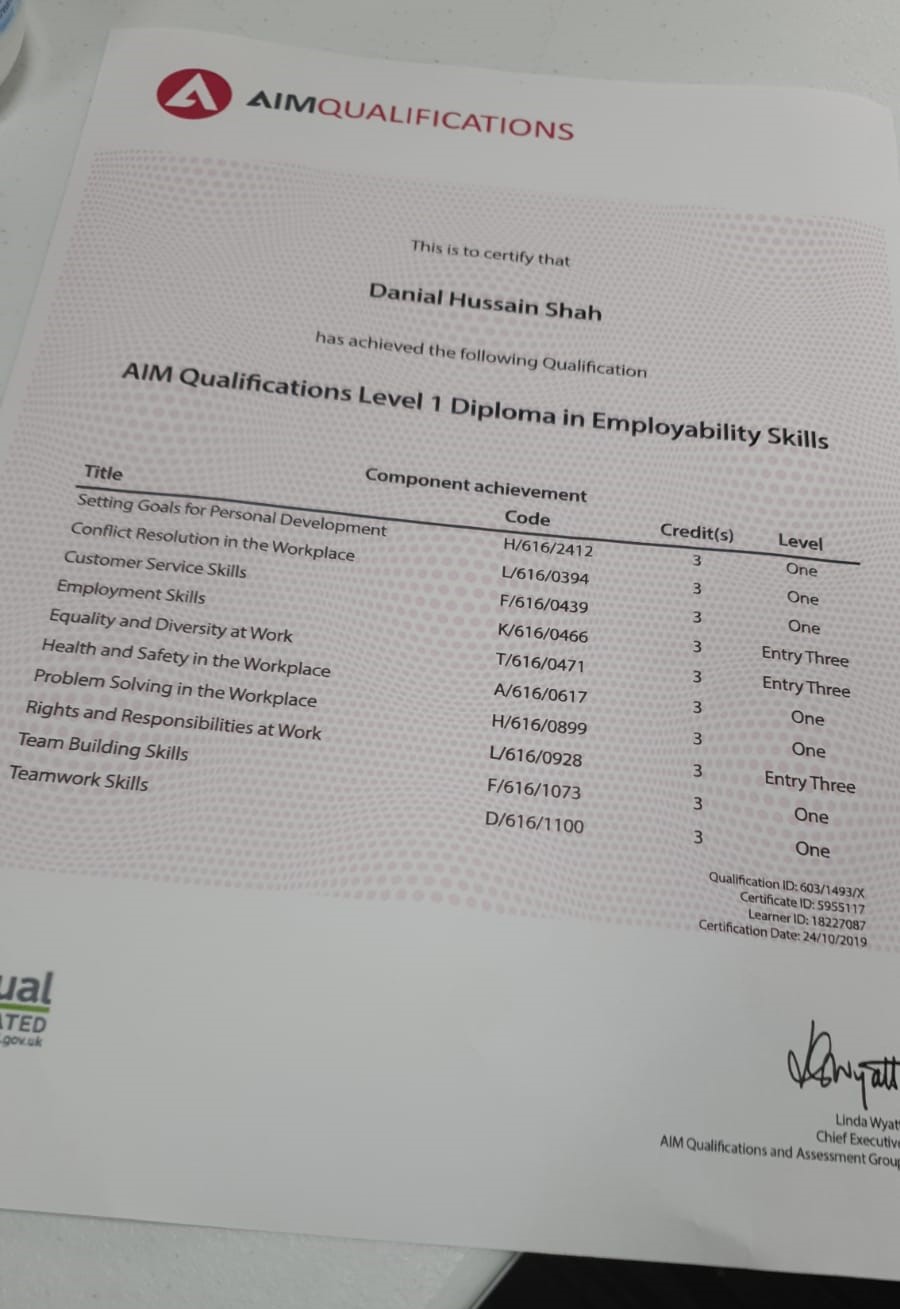 AIMQUALIFICATIONS
This is to certify that
Danial Hussain Shah
has achieved the following Qualification
AIM Qualifications Level 1 Diploma in Employability Skills
Component achievement
Title Code Credit(s) Level
Setting Goals for Personal Development H/616/2412 3 One
Conflict Resolution in the Workplace L/616/0394 3 One
Customer Service Skills F/616/0439 3 One
Employment Skills K/616/0466 3 Entry Three
Equality and Diversity at Work T/616/0471 3 Entry Three
Health and Safety in the Workplace A/616/0617 3 One
Problem Solving in the Workplace H/616/0899 3 One
Rights and Responsibilities at Work L/616/0928 3 Entry Three
Team Building Skills F/616/1073 3 One
Teamwork Skills D/616/1100 3 One
Qualification ID: 603/1493/X
Certificate ID: 5955117
Learner ID: 18227087
Certification Date: 24/10/2019
ual
ATED
.gov.uk
Wyatt
Linda Wyat
Chief Executive
AIM Qualifications and Assessment Group